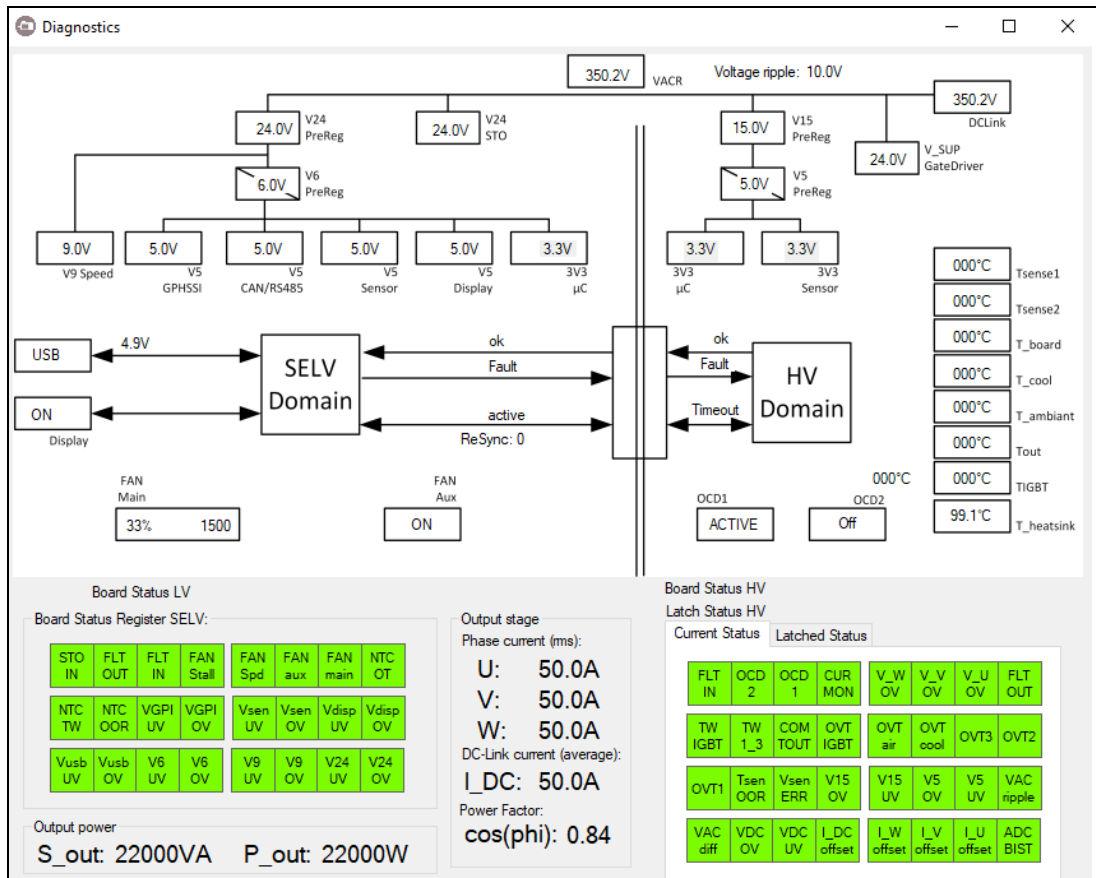 Diagnostics
350.2V VACR Voltage ripple: 10.0V
350.2V
DCLink
24.0V V24 PreReg
24.0V V24 STO
15.0V V15 PreReg
24.0V V_SUP GateDriver
6.0V V6 PreReg
5.0V V5 PreReg
9.0V 5.0V 5.0V 5.0V 5.0V 3.3V 3.3V 3.3V
V9 Speed V5 V5 V5 V5 3V3 3V3 3V3
GPHSSI CAN/RS485 Sensor Display µC µC Sensor
000°C Tsense1
000°C Tsense2
000°C T_board
000°C T_cool
000°C T_ambiant
000°C Tout
000°C 000°C TIGBT
99.1°C T_heatsink
USB 4.9V
ON
Display
SELV
Domain
ok
Fault
active
ReSync: 0
ok
Fault
Timeout
HV
Domain
FAN
Main
33% 1500
FAN
Aux
ON
OCD1
ACTIVE
OCD2
Off
Board Status LV
Board Status Register SELV:
STO FLT FLT FAN FAN FAN FAN NTC
IN OUT IN Stall Spd aux main OT
NTC NTC VGPI VGPI Vsen Vsen Vdisp Vdisp
TW OOR UV OV UV OV UV OV
Vusb Vusb V6 V6 V9 V9 V24 V24
UV OV UV OV UV OV UV OV
Output power
S_out: 22000VA P_out: 22000W
Output stage
Phase current (rms):
U: 50.0A
V: 50.0A
W: 50.0A
DC-Link current (average):
I_DC: 50.0A
Power Factor:
cos(phi): 0.84
Board Status HV
Latch Status HV
Current Status Latched Status
FLT OCD OCD CUR V_W V_V V_U FLT
IN 2 1 MON OV OV OV OUT
TW TW COM OVT OVT OVT OVT3 OVT2
IGBT 1_3 TOUT IGBT air cool
OVT1 Tsen Vsen V15 V15 V5 V5 VAC
OOR ERR OV UV OV UV ripple
VAC VDC VDC I_DC I_W I_V I_U ADC
diff OV UV offset offset offset offset BIST